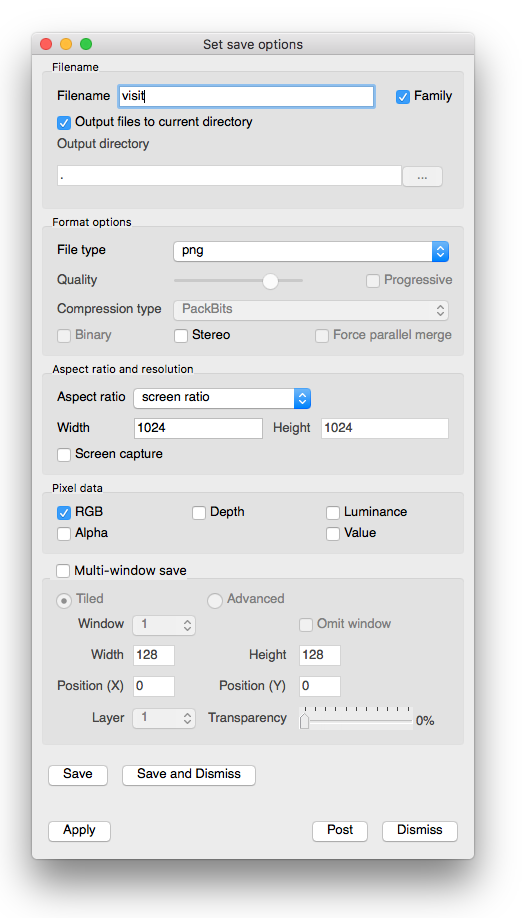 Set save options
Filename
Filename visit Family
Output files to current directory
Output directory
. ...
Format options
File type png
Quality Progressive
Compression type PackBits
Binary Stereo Force parallel merge
Aspect ratio and resolution
Aspect ratio screen ratio
Width 1024 Height 1024
Screen capture
Pixel data
RGB Depth Luminance
Alpha Value
Multi-window save
Tiled Advanced
Window 1 Omit window
Width 128 Height 128
Position (X) 0 Position (Y) 0
Layer 1 Transparency 0%
Save Save and Dismiss
Apply Post Dismiss